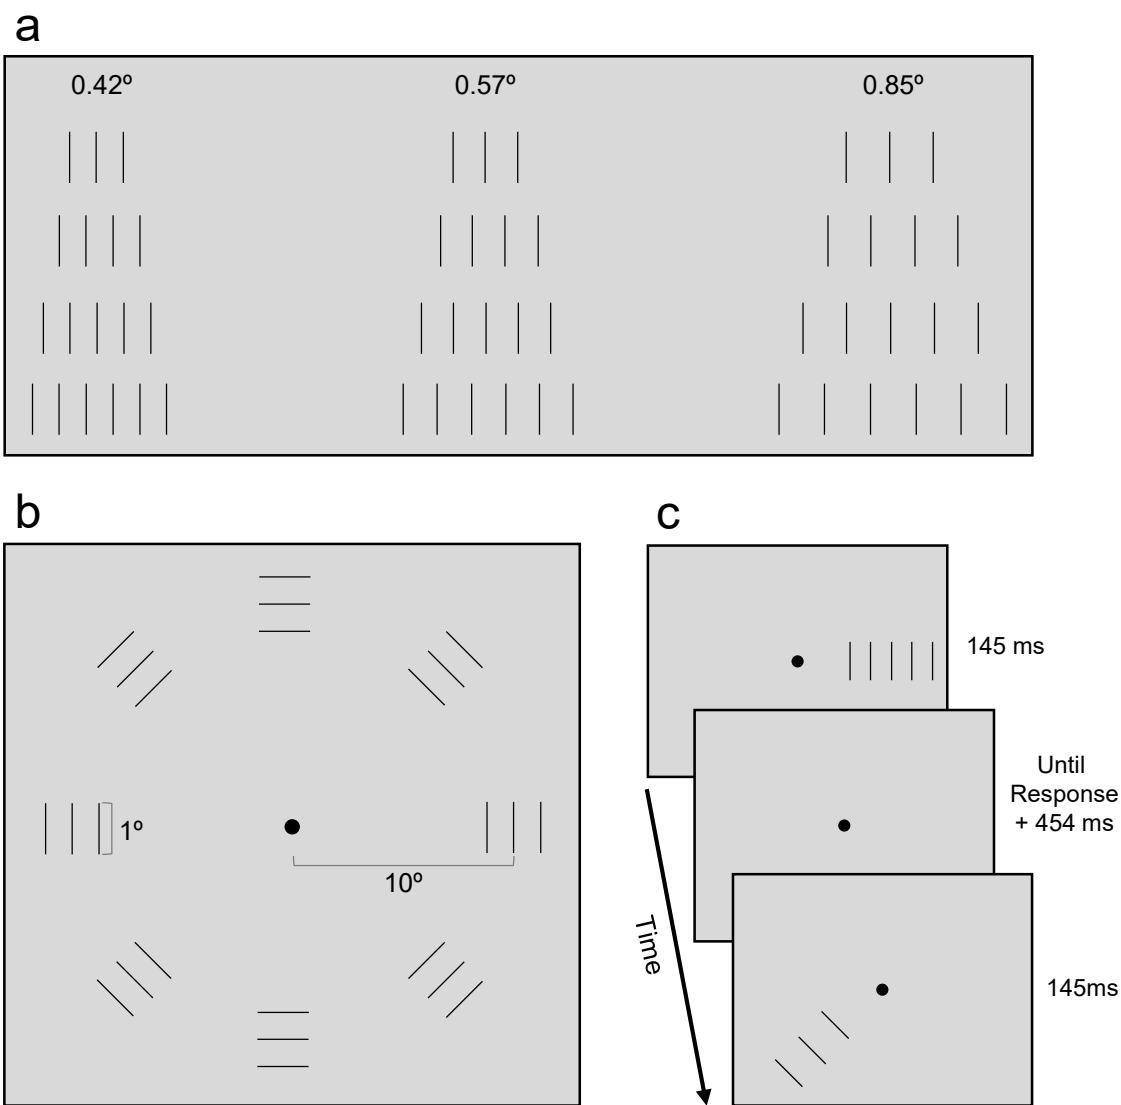 a
0.42º
0.57º
0.85º
b
1º
10º
c
145 ms
Until
Response
+ 454 ms
Time
145ms